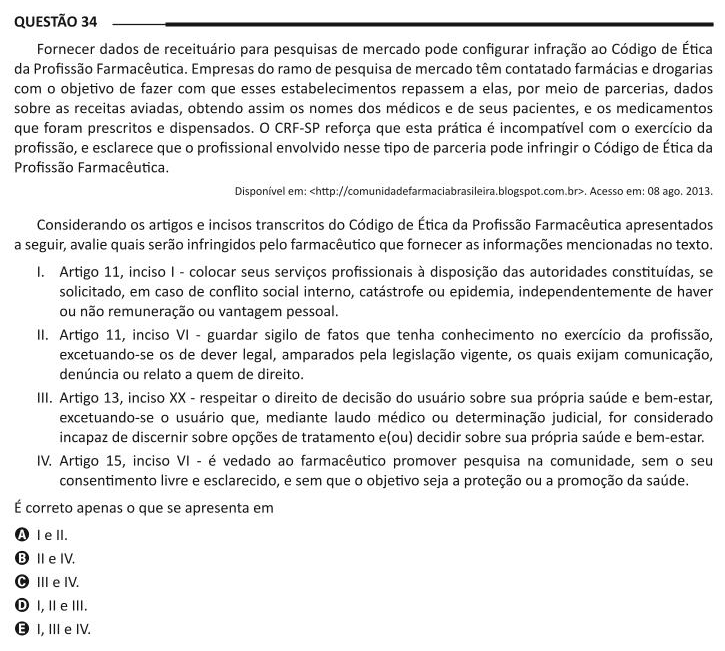 QUESTÃO 34
Fornecer dados de receituário para pesquisas de mercado pode configurar infração ao Código de Ética
da Profissão Farmacêutica. Empresas do ramo de pesquisa de mercado têm contatado farmácias e drogarias
com o objetivo de fazer com que esses estabelecimentos repassem a elas, por meio de parcerias, dados
sobre as receitas aviadas, obtendo assim os nomes dos médicos e de seus pacientes, e os medicamentos
que foram prescritos e dispensados. O CRF-SP reforça que esta prática é incompatível com o exercício da
profissão, e esclarece que o profissional envolvido nesse tipo de parceria pode infringir o Código de Ética da
Profissão Farmacêutica.
Disponível em: <http://comunidadefarmaciabrasileira.blogspot.com.br>. Acesso em: 08 ago. 2013.
Considerando os artigos e incisos transcritos do Código de Ética da Profissão Farmacêutica apresentados
a seguir, avalie quais serão infringidos pelo farmacêutico que fornecer as informações mencionadas no texto.
I. Artigo 11, inciso I - colocar seus serviços profissionais à disposição das autoridades constituídas, se
solicitado, em caso de conflito social interno, catástrofe ou epidemia, independentemente de haver
ou não remuneração ou vantagem pessoal.
II. Artigo 11, inciso VI - guardar sigilo de fatos que tenha conhecimento no exercício da profissão,
excetuando-se os de dever legal, amparados pela legislação vigente, os quais exijam comunicação,
denúncia ou relato a quem de direito.
III. Artigo 13, inciso XX - respeitar o direito de decisão do usuário sobre sua própria saúde e bem-estar,
excetuando-se o usuário que, mediante laudo médico ou determinação judicial, for considerado
incapaz de discernir sobre opções de tratamento e(ou) decidir sobre sua própria saúde e bem-estar.
IV. Artigo 15, inciso VI - é vedado ao farmacêutico promover pesquisa na comunidade, sem o seu
consentimento livre e esclarecido, e sem que o objetivo seja a proteção ou a promoção da saúde.
É correto apenas o que se apresenta em
A I e II.
B II e IV.
C III e IV.
D I, II e III.
E I, III e IV.